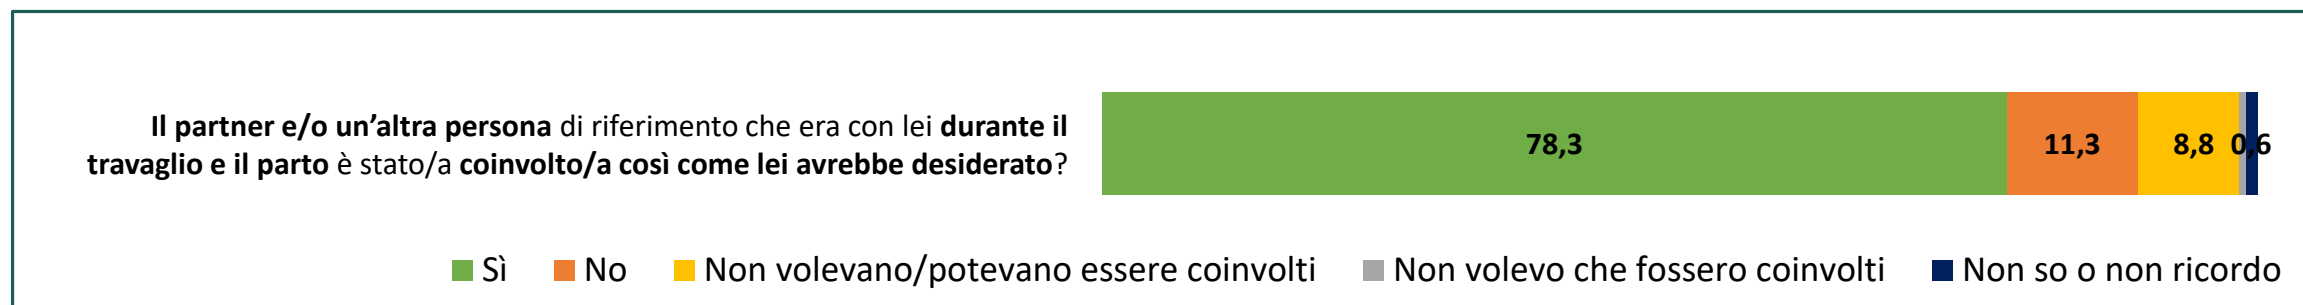 Il partner e/o un’altra persona di riferimento che era con lei durante il
travaglio e il parto è stato/a coinvolto/a così come lei avrebbe desiderato?
78,3 11,3 8,8 0,6
Sì No Non volevano/potevano essere coinvolti Non volevo che fossero coinvolti Non so o non ricordo